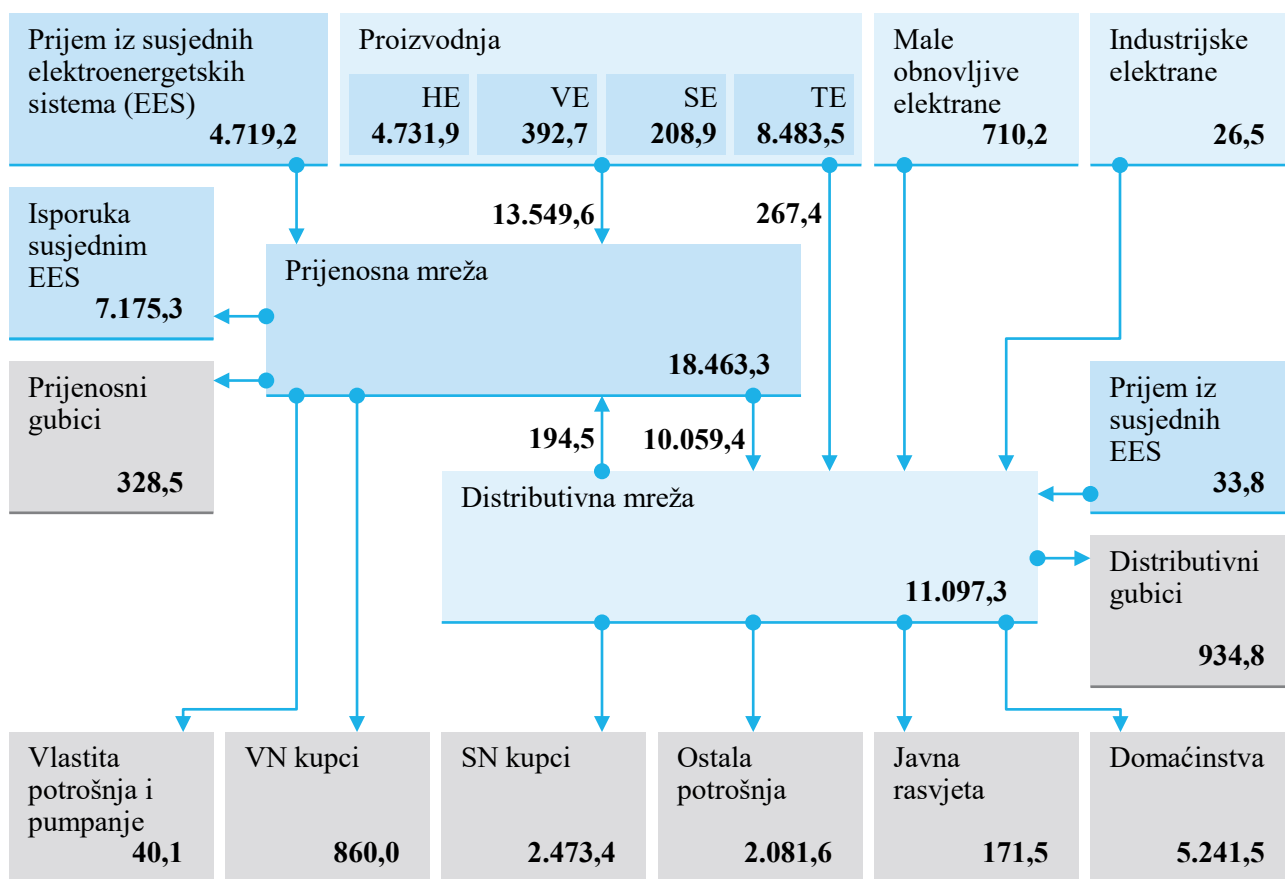 Prijem iz susjednih
elektroenergetskih
sistema (EES)
4.719,2
Proizvodnja
HE
4.731,9
VE
392,7
SE
208,9
TE
8.483,5
Male
obnovljive
elektrane
710,2
Industrijske
elektrane
26,5
Isporuka
susjednim
EES
7.175,3
13.549,6
267,4
Prijenosna mreža
18.463,3
Prijenosni
gubici
328,5
194,5
10.059,4
Prijem iz
susjednih
EES
33,8
Distributivna mreža
11.097,3
Distributivni
gubici
934,8
Vlastita
potrošnja i
pumpanje
40,1
VN kupci
860,0
SN kupci
2.473,4
Ostala
potrošnja
2.081,6
Javna
rasvjeta
171,5
Domaćinstva
5.241,5